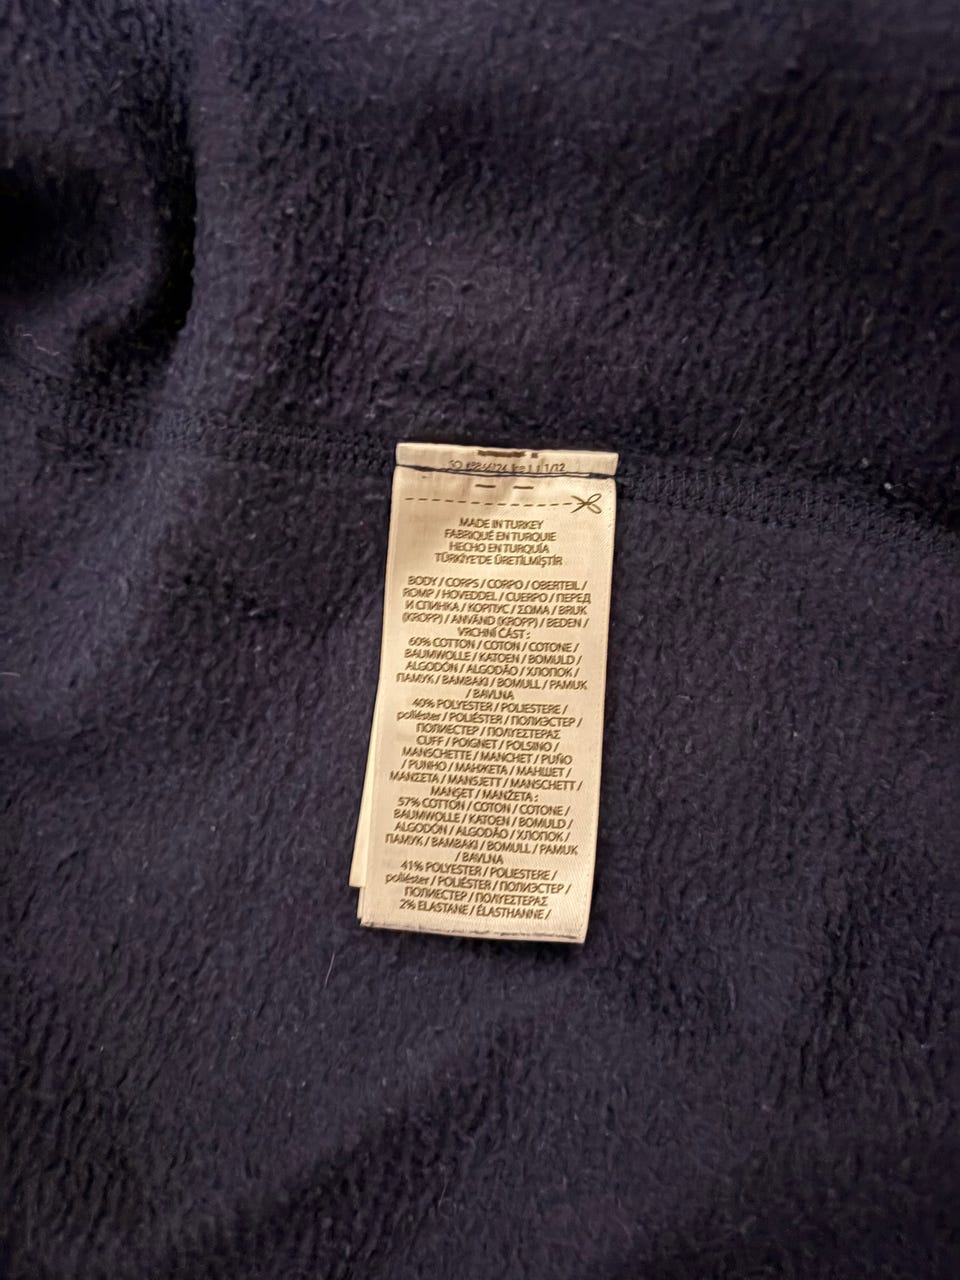 MADE IN TURKEY
FABRIQUÉ EN TURQUIE
HECHO EN TURQUÍA
TÜRKİYE'DE ÜRETİLMİŞTİR
BODY / CORPS / CORPO / OBERTEIL /
ROMP / HOVEDDEL / CUERPO / ПЕРЕД
И СПИНКА / КОРПУС / ΣΩΜΑ / BRUK
(KROPP) / ANVÄND (KROPP) / BEDEN /
VRCHNÍ ČÁST :
60% COTTON / COTON / COTONE /
BAUMWOLLE / KATOEN / BOMULD /
ALGODÓN / ALGODÃO / ХЛОПОК /
ПАМУК / ΒΑΜΒΑΚΙ / BOMULL / PAMUK
/ BAVLNA
40% POLYESTER / POLIESTERE /
poliéster / POLIÉSTER / ПОЛИЭСТЕР /
ПОЛИЕСТЕР / ΠΟΛΥΕΣΤΕΡΑΣ
CUFF / POIGNET / POLSINO /
MANSCHETTE / MANCHET / PUÑO
/ PUNHO / МАНЖЕТА / МАНШЕТ /
ΜΑΝΣΕΤΑ / MANSJETT / MANSCHETT /
MANŞET / MANŽETA :
57% COTTON / COTON / COTONE /
BAUMWOLLE / KATOEN / BOMULD /
ALGODÓN / ALGODÃO / ХЛОПОК /
ПАМУК / ΒΑΜΒΑΚΙ / BOMULL / PAMUK
/ BAVLNA
41% POLYESTER / POLIESTERE /
poliéster / POLIÉSTER / ПОЛИЭСТЕР /
ПОЛИЕСТЕР / ΠΟΛΥΕΣΤΕΡΑΣ
2% ELASTANE / ÉLASTHANNE /